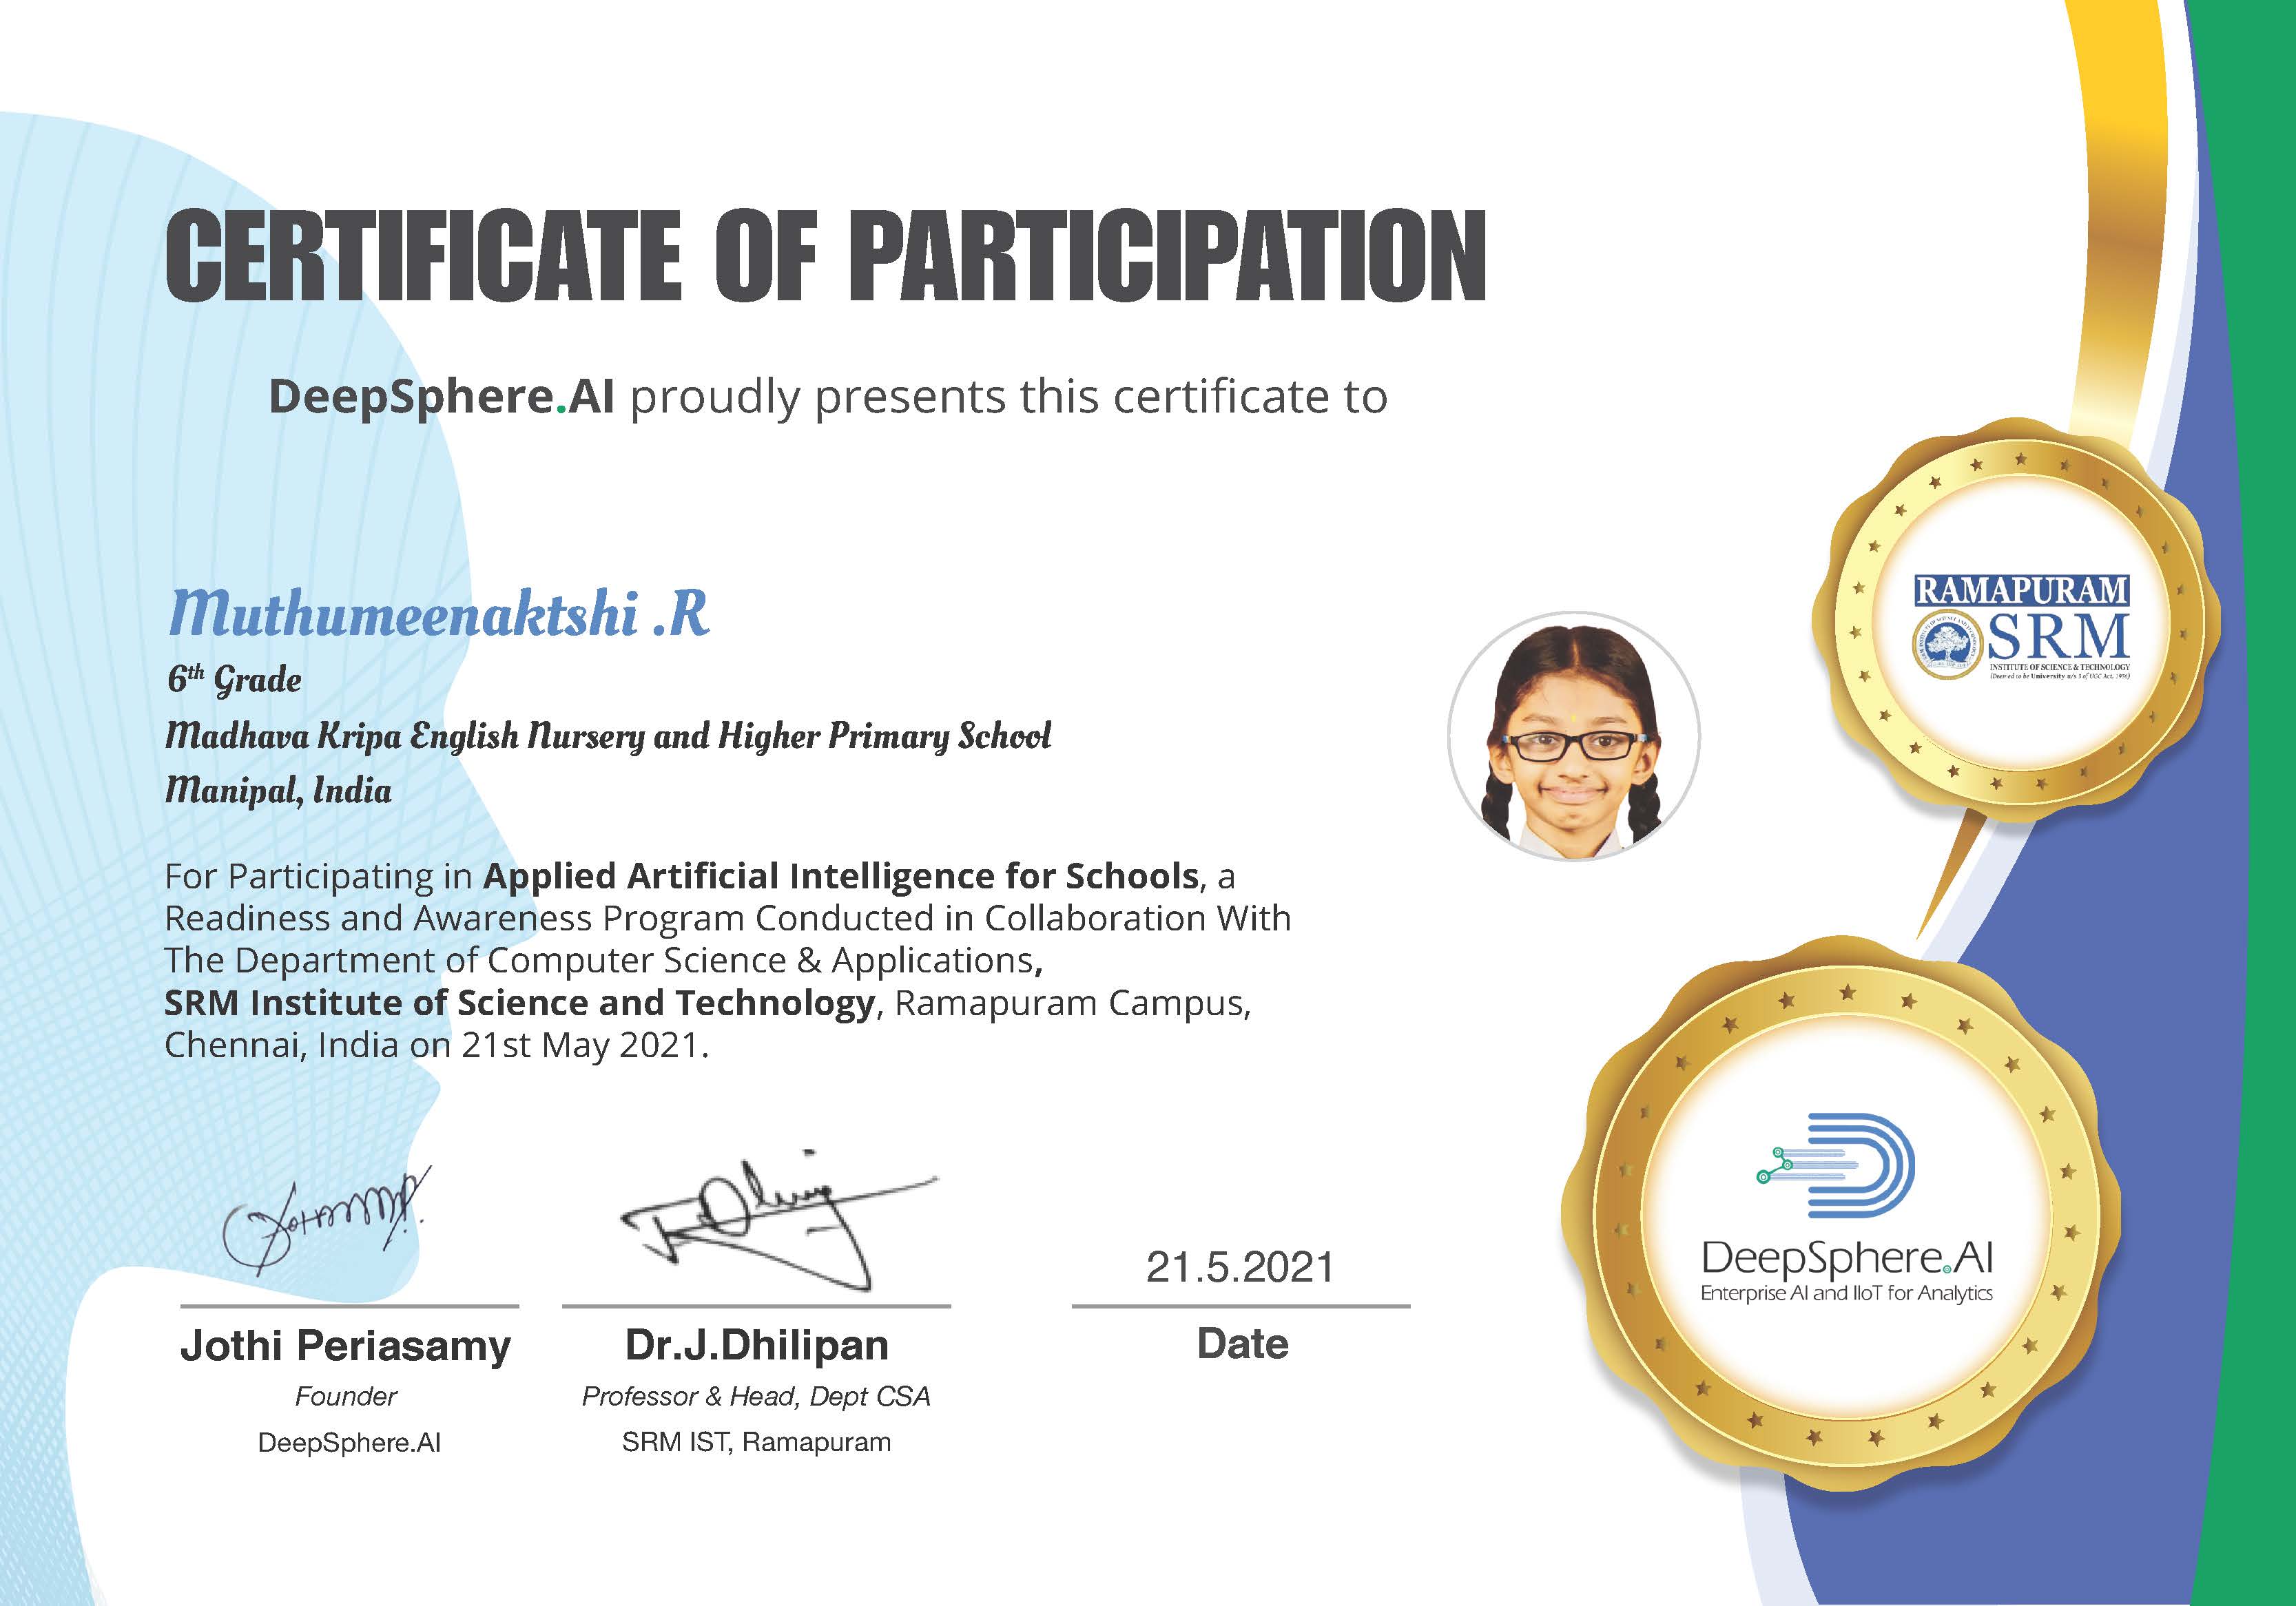 CERTIFICATE OF PARTICIPATION
DeepSphere.AI proudly presents this certificate to
Muthumeenaktshi .R
6th Grade
Madhava Kripa English Nursery and Higher Primary School
Manipal, India
For Participating in Applied Artificial Intelligence for Schools, a
Readiness and Awareness Program Conducted in Collaboration With
The Department of Computer Science & Applications,
SRM Institute of Science and Technology, Ramapuram Campus,
Chennai, India on 21st May 2021.
21.5.2021
Jothi Periasamy
Founder
DeepSphere.AI
Dr.J.Dhilipan
Professor & Head, Dept CSA
SRM IST, Ramapuram
Date
RAMAPURAM
SRM
INSTITUTE OF SCIENCE & TECHNOLOGY
(Deemed to be University u/s 3 of UGC Act, 1956)
DeepSphere.AI
Enterprise AI and IIoT for Analytics